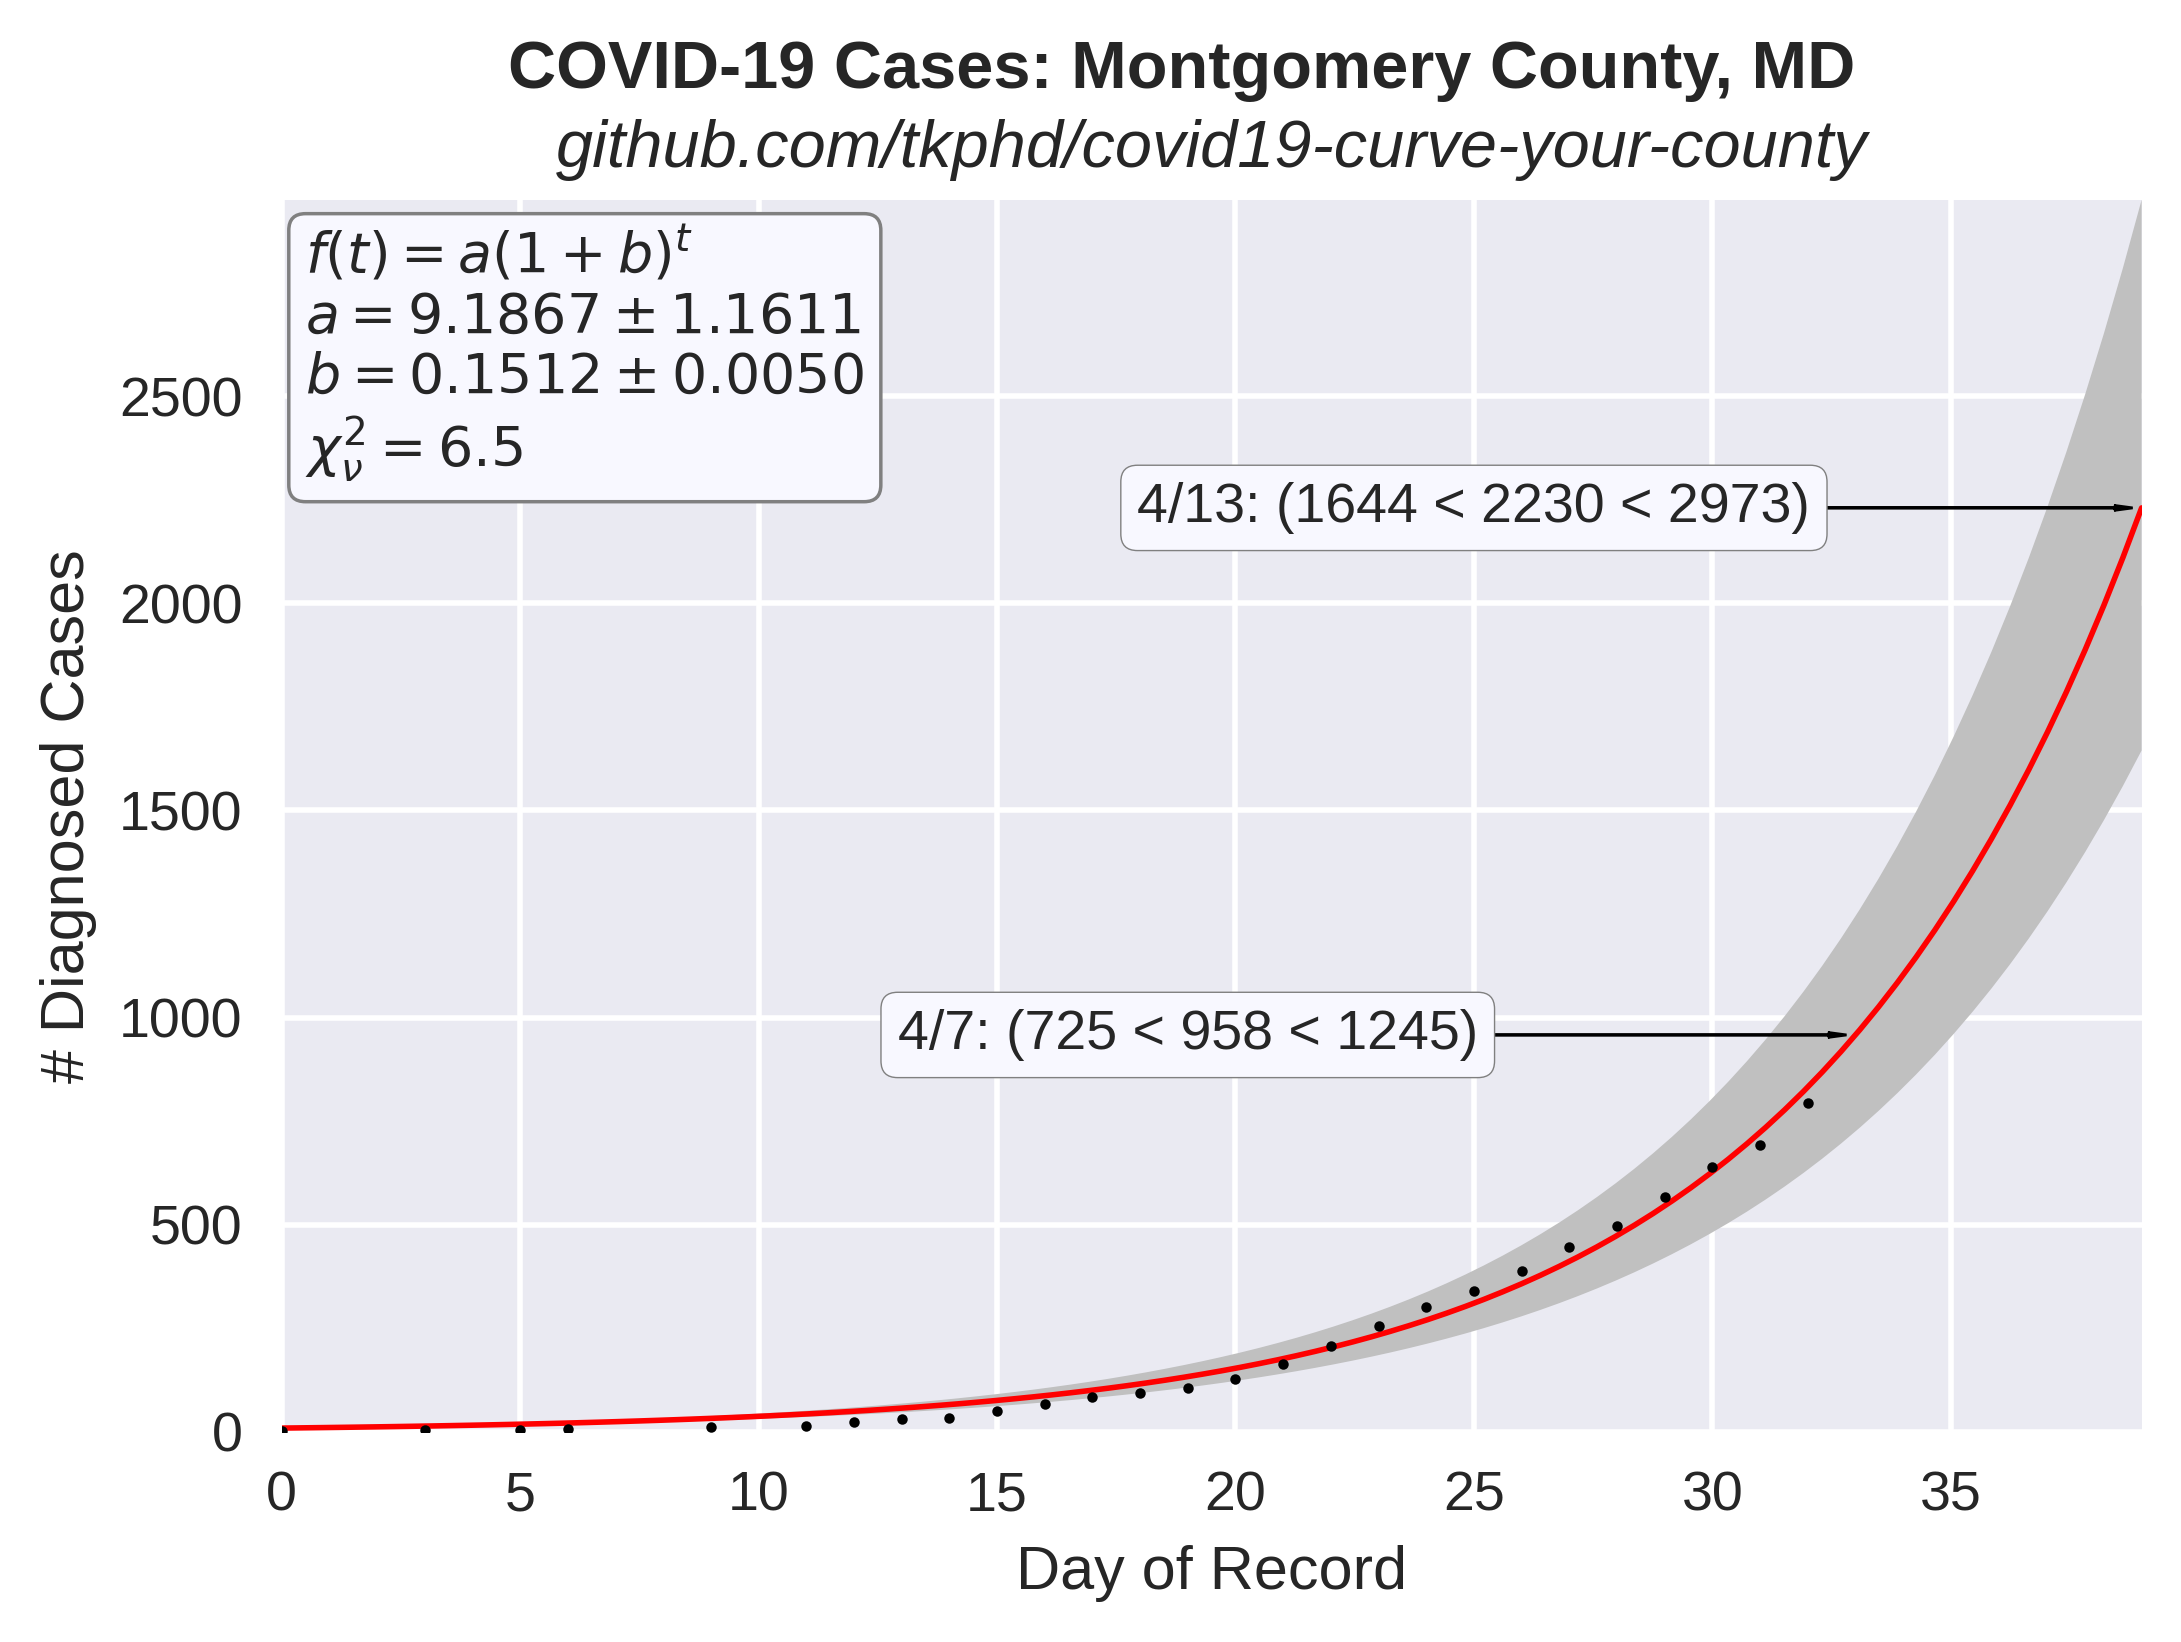 COVID-19 Cases: Montgomery County, MD
github.com/tkphd/covid19-curve-your-county
f(t) = a(1 + b)^t
a = 9.1867 ± 1.1611
b = 0.1512 ± 0.0050
χ²ᵥ = 6.5
4/13: (1644 < 2230 < 2973)
4/7: (725 < 958 < 1245)
# Diagnosed Cases
2500
2000
1500
1000
500
0
0 5 10 15 20 25 30 35
Day of Record